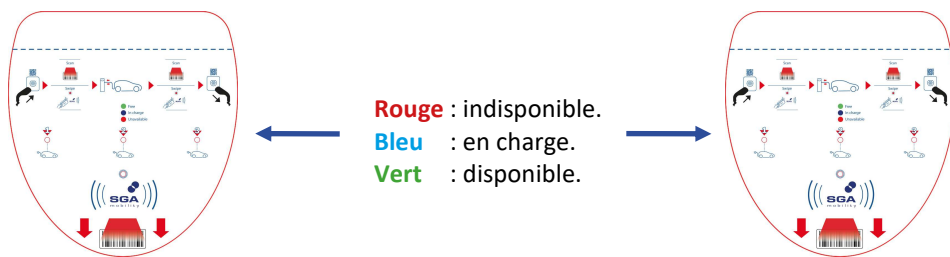 Scan
Scan
Swipe
Swipe
Free
In charge
Unavailable
SGA
mobility
Rouge : indisponible.
Bleu : en charge.
Vert : disponible.
Scan
Scan
Swipe
Swipe
Free
In charge
Unavailable
SGA
mobility